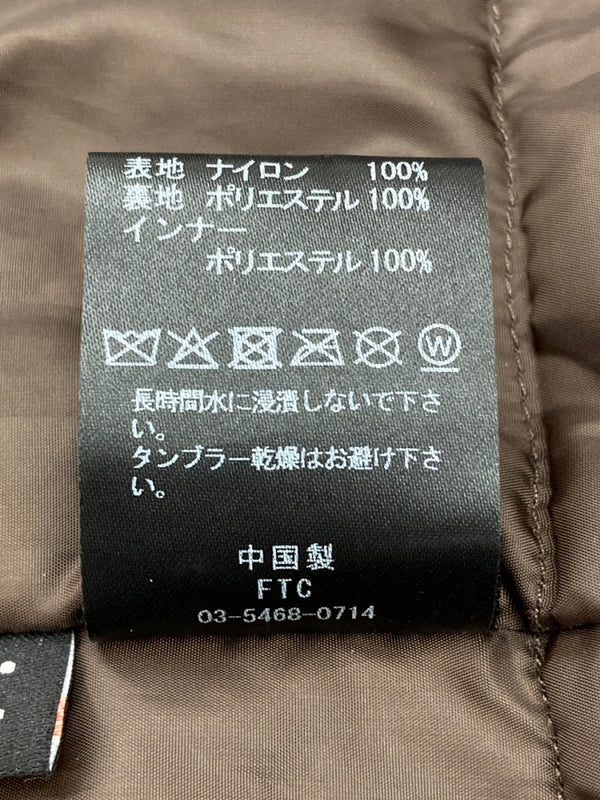 表地 ナイロン 100%
裏地 ポリエステル 100%
インナー
ポリエステル 100%
W
長時間水に浸漬しないで下さ
い。
タンブラー乾燥はお避け下さ
い。
中国製
FTC
03-5468-0714